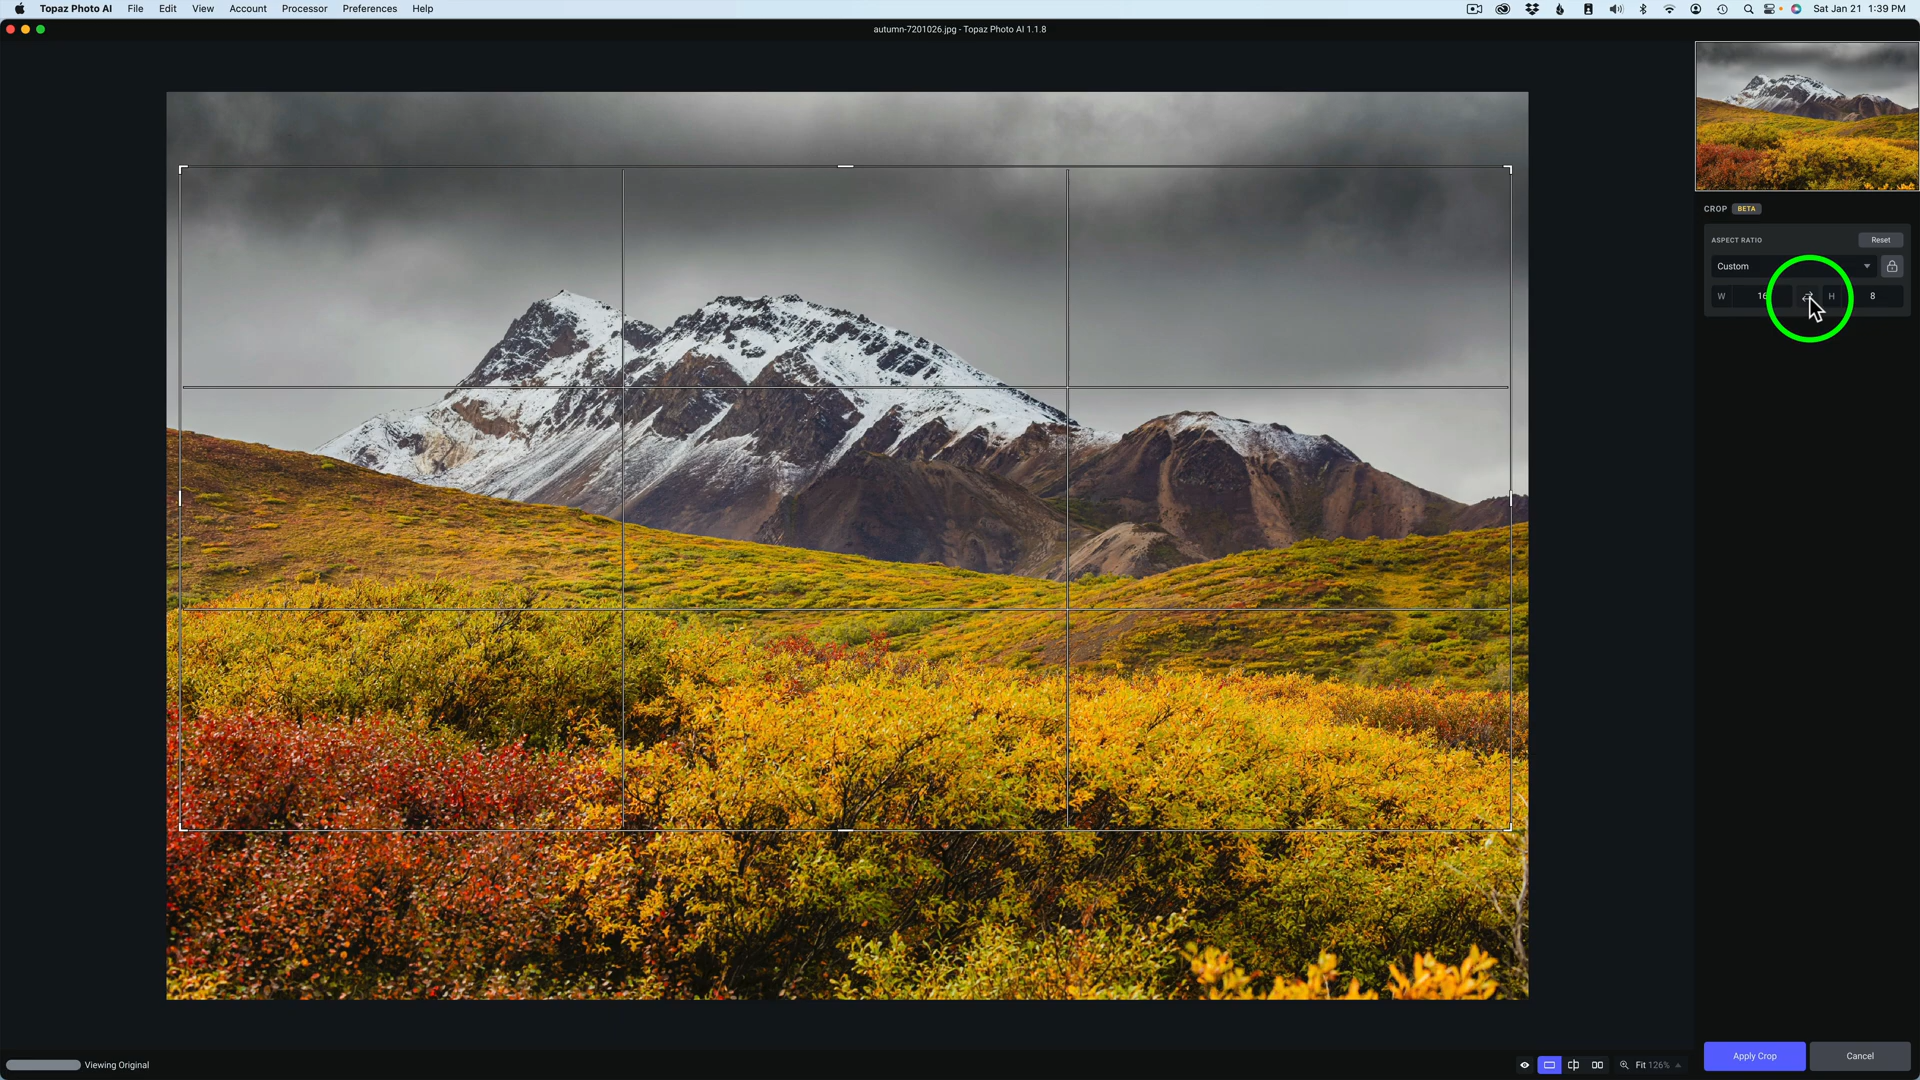 Topaz Photo AI File Edit View Account Processor Preferences Help Sat Jan 21 1:39 PM
autumn-7201026.jpg - Topaz Photo AI 1.1.8
CROP BETA
ASPECT RATIO Reset
Custom
W 16 H 8
Viewing Original Fit 126% Apply Crop Cancel